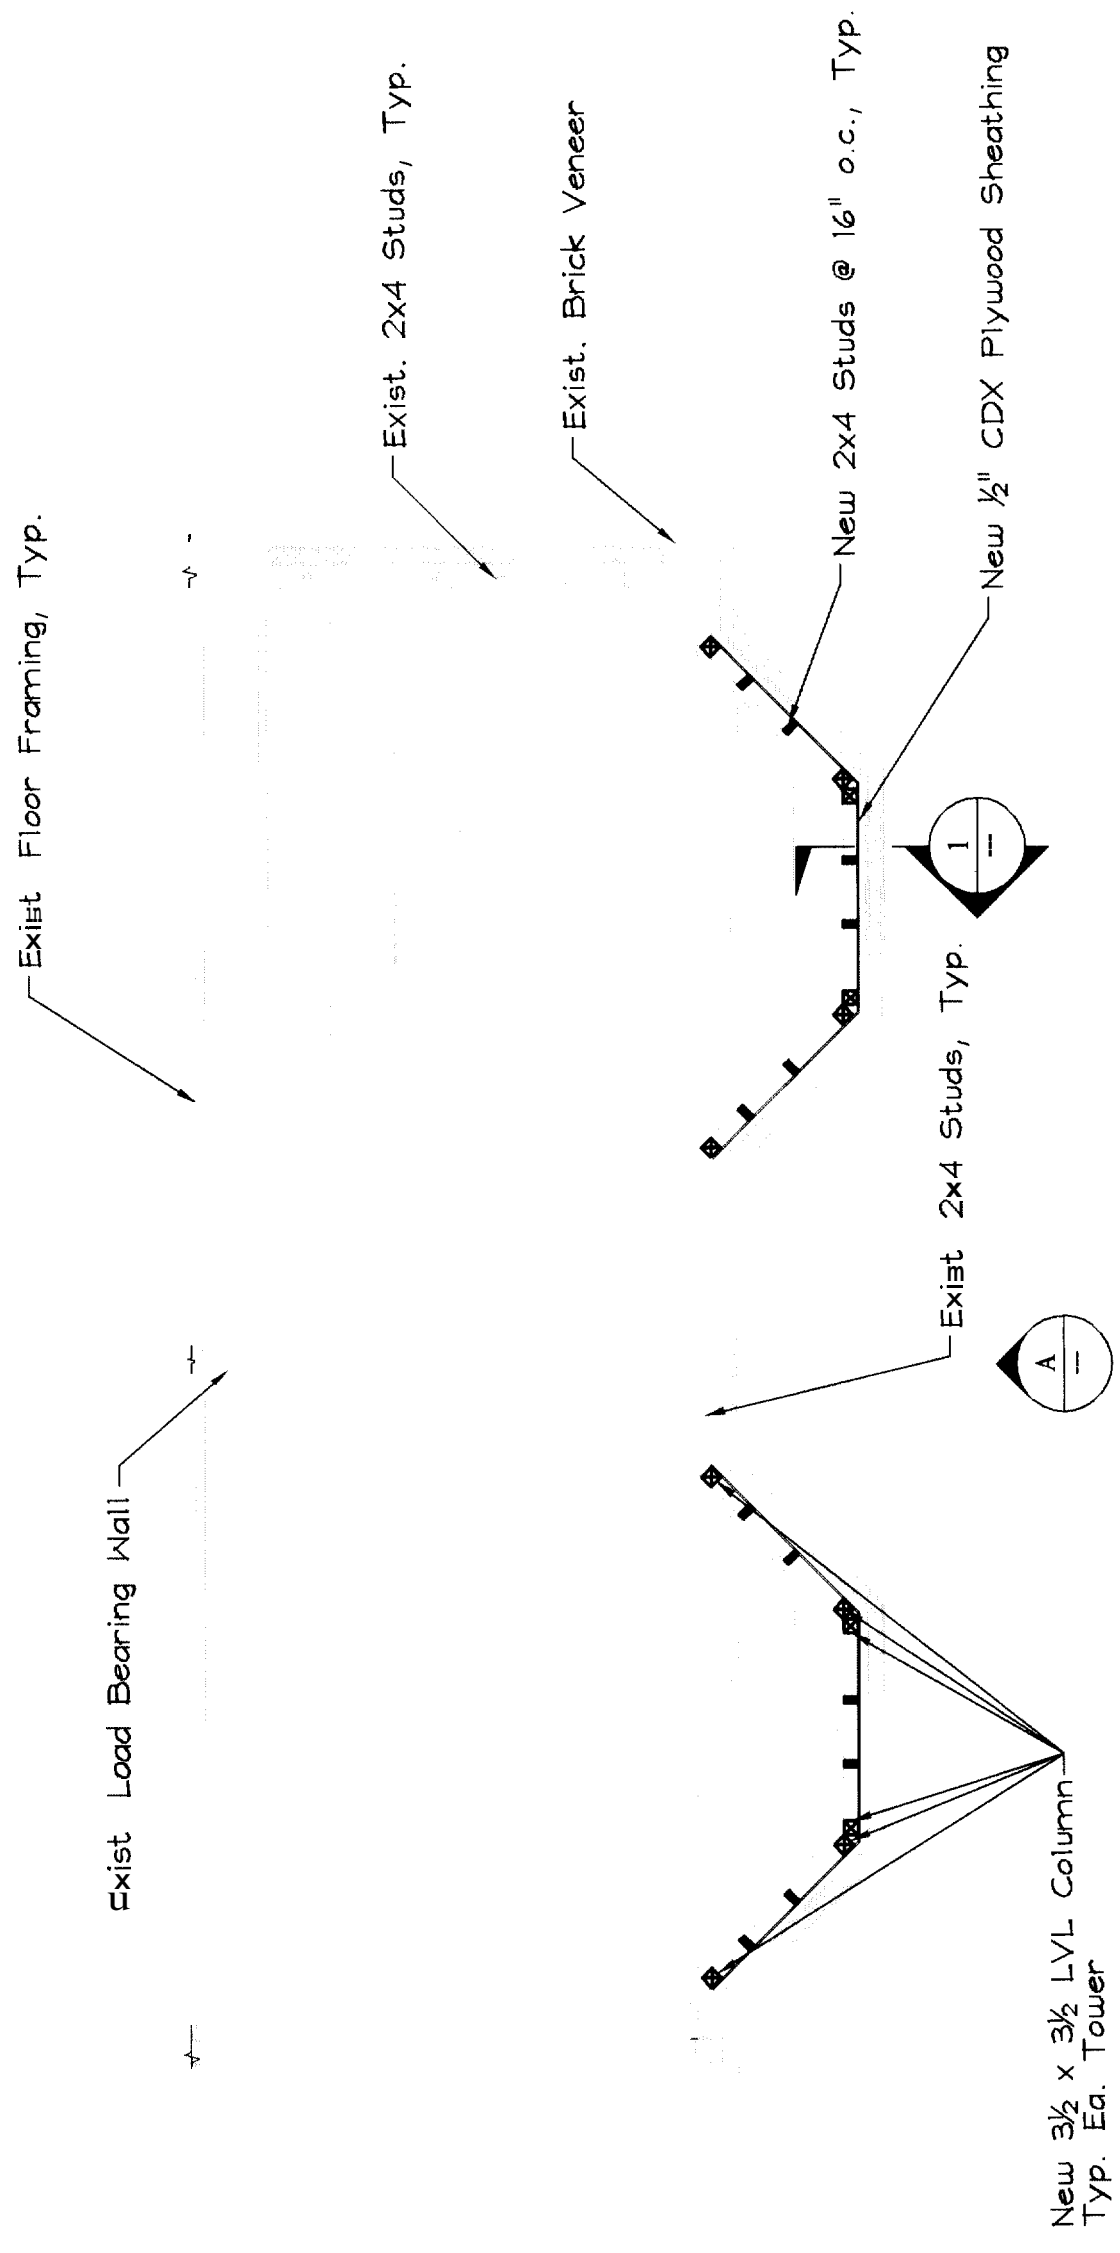 Exist Floor Framing, Typ.
Exist Load Bearing Wall
Exist. 2x4 Studs, Typ.
Exist. Brick Veneer
New 2x4 Studs @ 16" o.c., Typ.
New ½" CDX Plywood Sheathing
1
--
Exist 2x4 Studs, Typ.
A
--
New 3½ x 3½ LVL Column
Typ. Ea. Tower